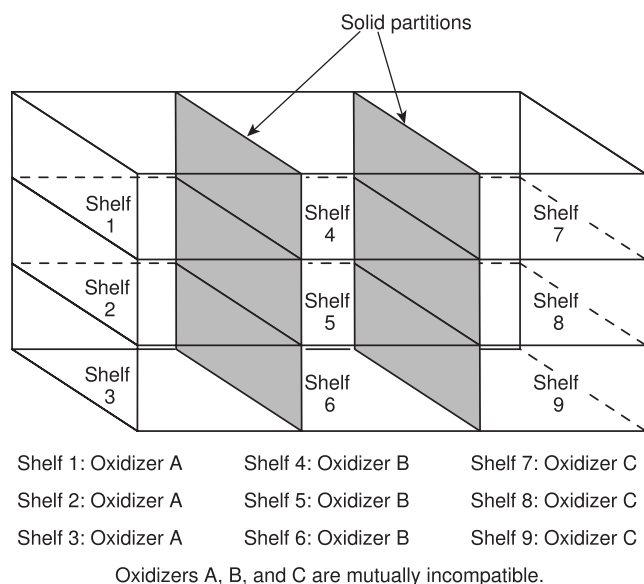 Solid partitions
Shelf
1
Shelf
4
Shelf
7
Shelf
2
Shelf
5
Shelf
8
Shelf
3
Shelf
6
Shelf
9
Shelf 1: Oxidizer A
Shelf 4: Oxidizer B
Shelf 7: Oxidizer C
Shelf 2: Oxidizer A
Shelf 5: Oxidizer B
Shelf 8: Oxidizer C
Shelf 3: Oxidizer A
Shelf 6: Oxidizer B
Shelf 9: Oxidizer C
Oxidizers A, B, and C are mutually incompatible.